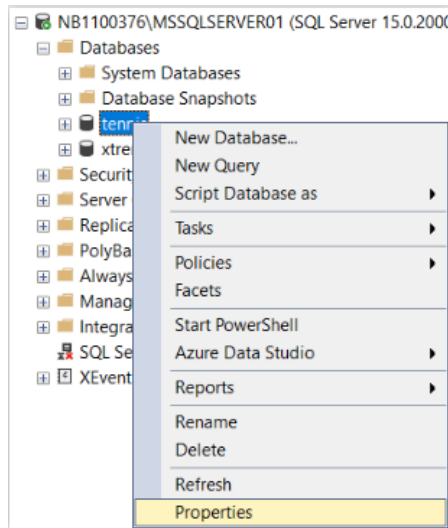 NB1100376\MSSQLSERVER01 (SQL Server 15.0.2000
Databases
System Databases
Database Snapshots
tennis
xtre
Securit
Server
Replica
PolyBa
Always
Manag
Integra
SQL Se
XEvent
New Database...
New Query
Script Database as
Tasks
Policies
Facets
Start PowerShell
Azure Data Studio
Reports
Rename
Delete
Refresh
Properties